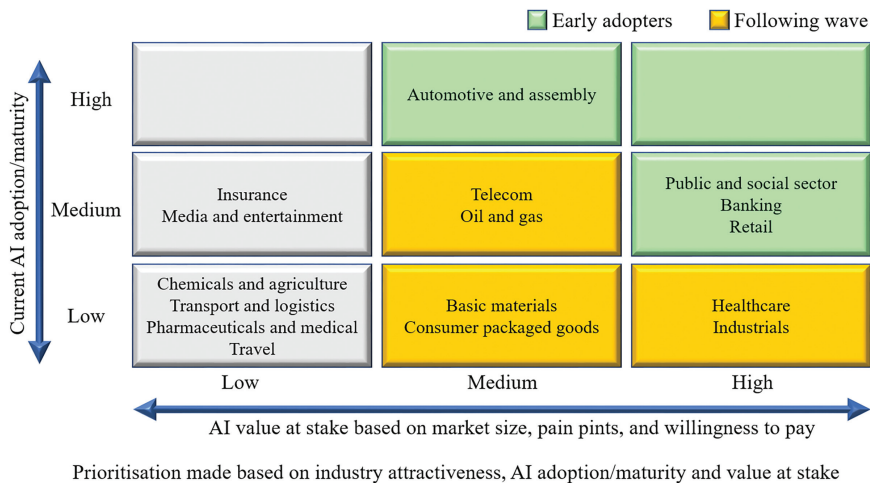 Early adopters
Following wave
Current AI adoption/maturity
High
Automotive and assembly
Medium
Insurance
Media and entertainment
Telecom
Oil and gas
Public and social sector
Banking
Retail
Low
Chemicals and agriculture
Transport and logistics
Pharmaceuticals and medical
Travel
Basic materials
Consumer packaged goods
Healthcare
Industrials
Low
Medium
High
AI value at stake based on market size, pain pints, and willingness to pay
Prioritisation made based on industry attractiveness, AI adoption/maturity and value at stake